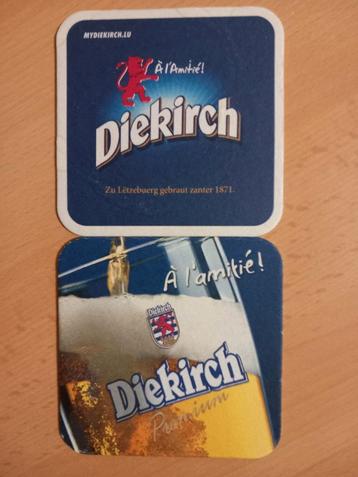 MYDIEKIRCH.LU
À l'Amitié!
Diekirch
Zu Lëtzebuerg gebraut zanter 1871.
À l'amitié!
Diekirch
Diekirch
Premium